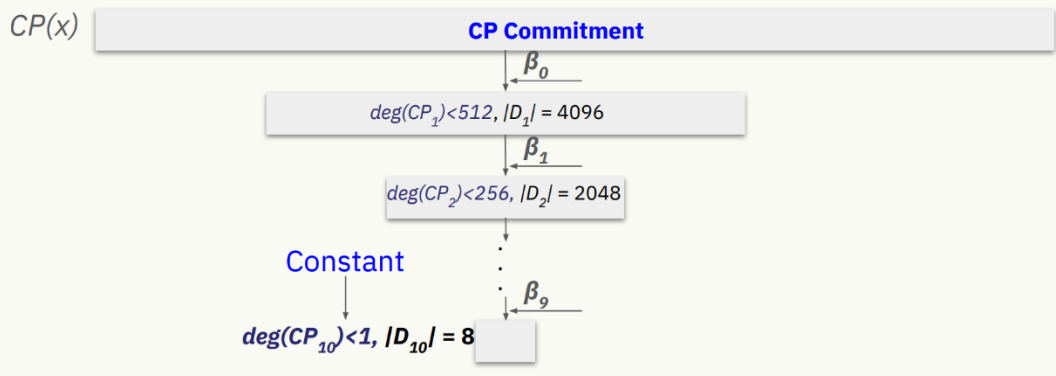 CP(x)
CP Commitment
β0
deg(CP1)<512, |D1| = 4096
β1
deg(CP2)<256, |D2| = 2048
Constant
β9
deg(CP10)<1, |D10| = 8